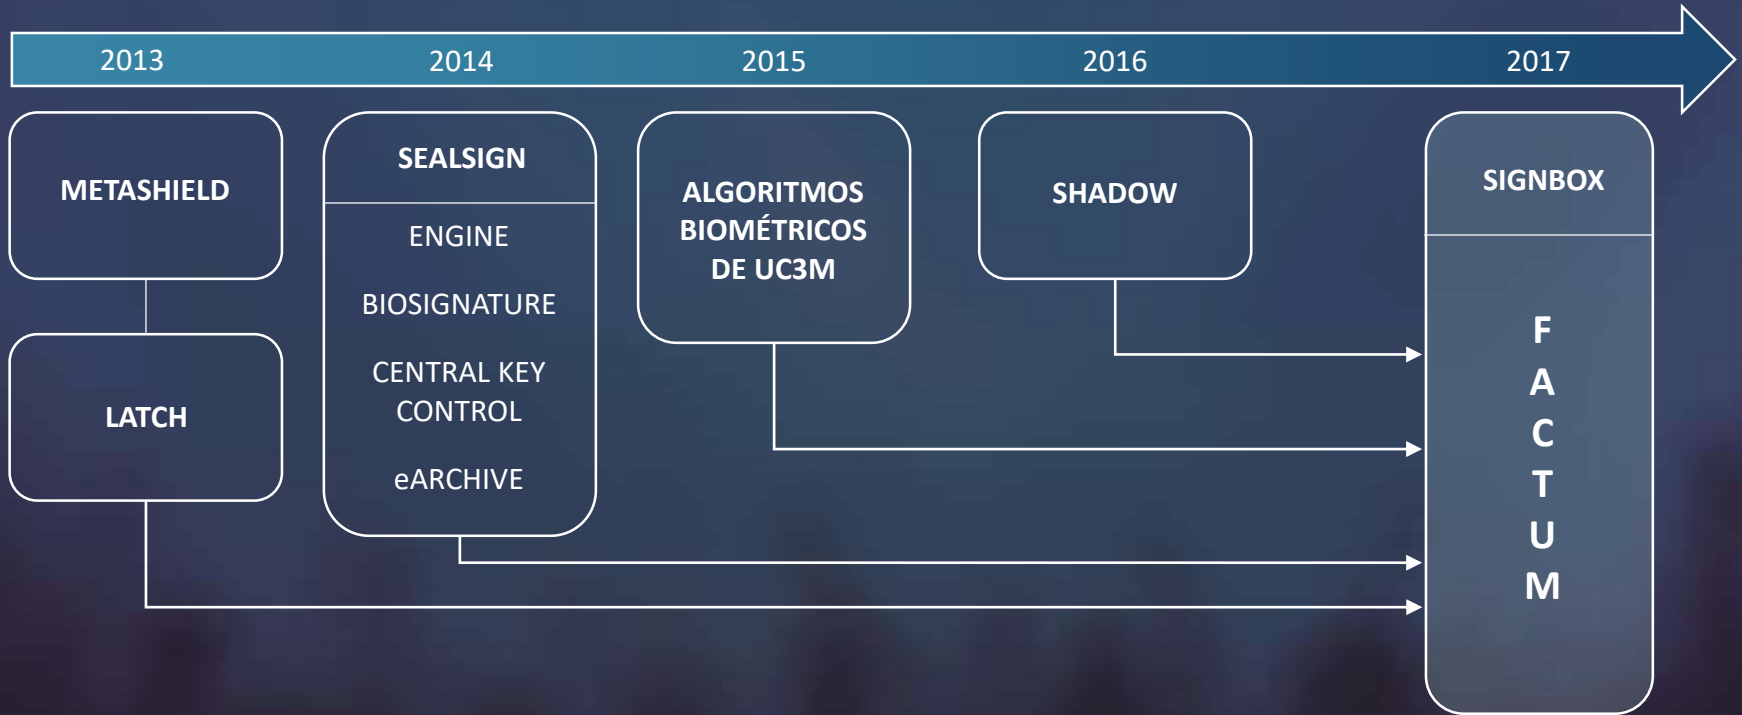 2013
2014
2015
2016
2017
METASHIELD
LATCH
SEALSIGN
ENGINE
BIOSIGNATURE
CENTRAL KEY
CONTROL
eARCHIVE
ALGORITMOS
BIOMÉTRICOS
DE UC3M
SHADOW
SIGNBOX
F
A
C
T
U
M